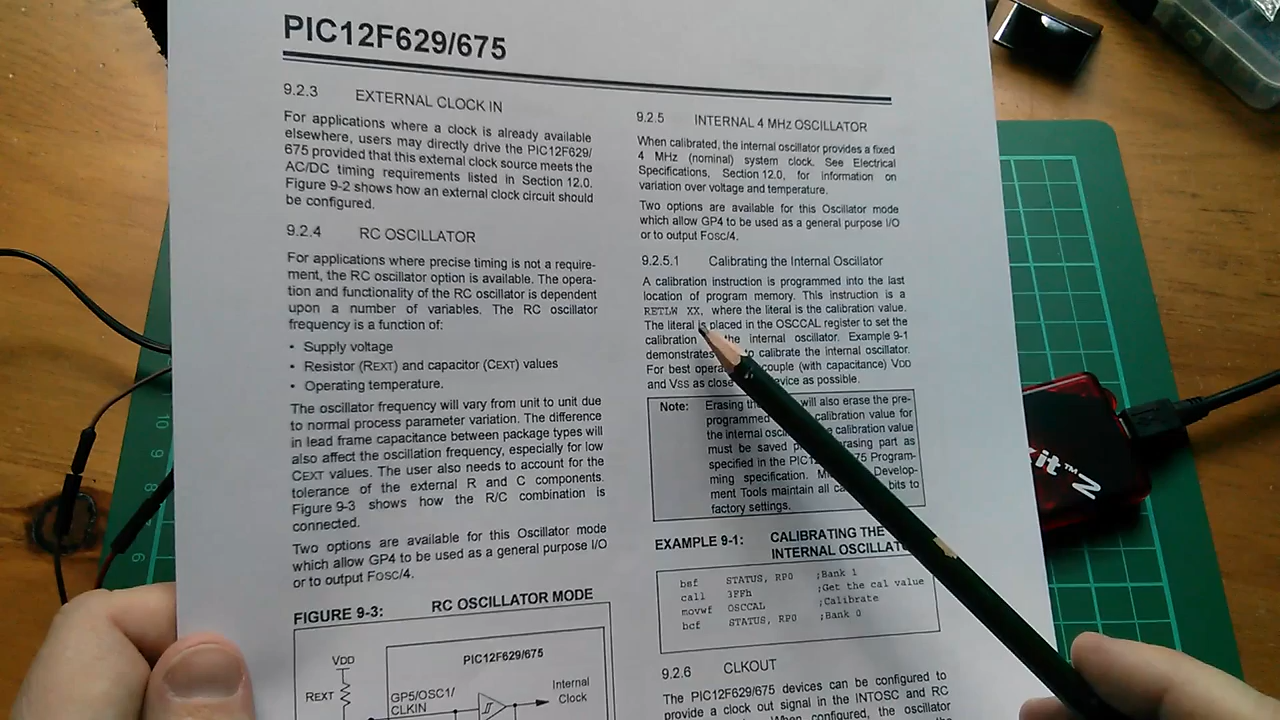 PIC12F629/675
9.2.3 EXTERNAL CLOCK IN
For applications where a clock is already available
elsewhere, users may directly drive the PIC12F629/
675 provided that this external clock source meets the
AC/DC timing requirements listed in Section 12.0.
Figure 9-2 shows how an external clock circuit should
be configured.
9.2.4 RC OSCILLATOR
For applications where precise timing is not a require-
ment, the RC oscillator option is available. The opera-
tion and functionality of the RC oscillator is dependent
upon a number of variables. The RC oscillator
frequency is a function of:
• Supply voltage
• Resistor (REXT) and capacitor (CEXT) values
• Operating temperature.
The oscillator frequency will vary from unit to unit due
to normal process parameter variation. The difference
in lead frame capacitance between package types will
also affect the oscillation frequency, especially for low
CEXT values. The user also needs to account for the
tolerance of the external R and C components.
Figure 9-3 shows how the R/C combination is
connected.
Two options are available for this Oscillator mode
which allow GP4 to be used as a general purpose I/O
or to output FOSC/4.
FIGURE 9-3: RC OSCILLATOR MODE
VDD
PIC12F629/675
REXT
GP5/OSC1/
CLKIN
Internal
Clock
9.2.5 INTERNAL 4 MHZ OSCILLATOR
When calibrated, the internal oscillator provides a fixed
4 MHz (nominal) system clock. See Electrical
Specifications, Section 12.0, for information on
variation over voltage and temperature.
Two options are available for this Oscillator mode
which allow GP4 to be used as a general purpose I/O
or to output FOSC/4.
9.2.5.1 Calibrating the Internal Oscillator
A calibration instruction is programmed into the last
location of program memory. This instruction is a
RETLW XX, where the literal is the calibration value.
The literal is placed in the OSCCAL register to set the
calibration the internal oscillator. Example 9-1
demonstrates to calibrate the internal oscillator.
For best opera couple (with capacitance) VDD
and VSS as close device as possible.
Note: Erasing th will also erase the pre-
programmed calibration value for
the internal osci calibration value
must be saved erasing part as
specified in the PIC1 75 Program-
ming specification. Develop-
ment Tools maintain all bits to
factory settings.
EXAMPLE 9-1: CALIBRATING THE
INTERNAL OSCILLAT
bsf STATUS, RP0 ;Bank 1
call 3FFh ;Get the cal value
movwf OSCCAL ;Calibrate
bcf STATUS, RP0 ;Bank 0
9.2.6 CLKOUT
The PIC12F629/675 devices can be configured to
provide a clock out signal in the INTOSC and RC
When configured, the oscillator
it™ 2